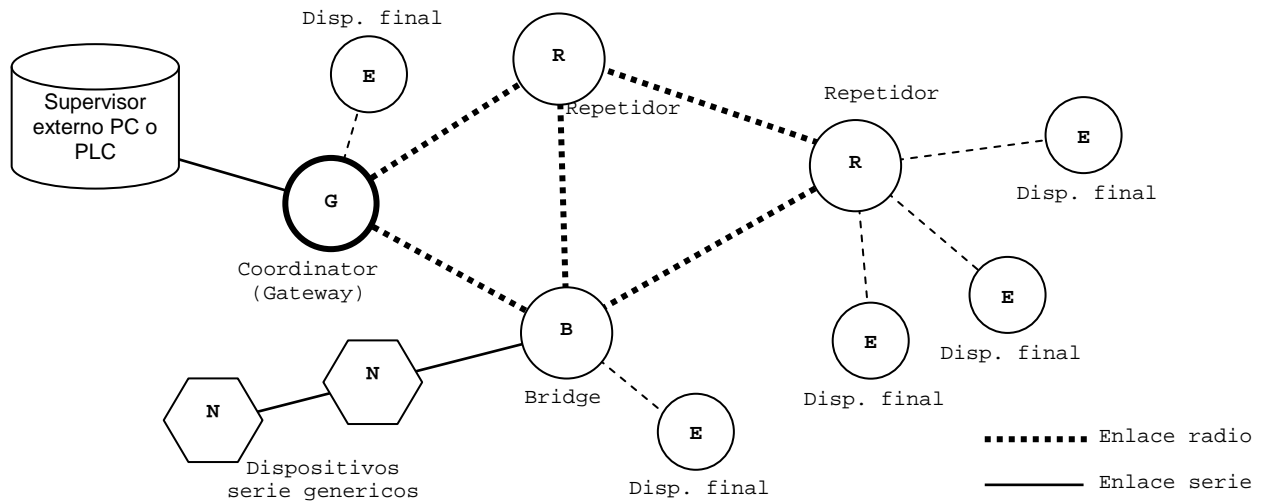 Disp. final
E
R
Repetidor
Supervisor
externo PC o
PLC
G
Coordinator
(Gateway)
Repetidor
R
E
Disp. final
E
Disp. final
E
Disp. final
B
Bridge
N
N
Dispositivos
serie genericos
E
Disp. final
Enlace radio
Enlace serie